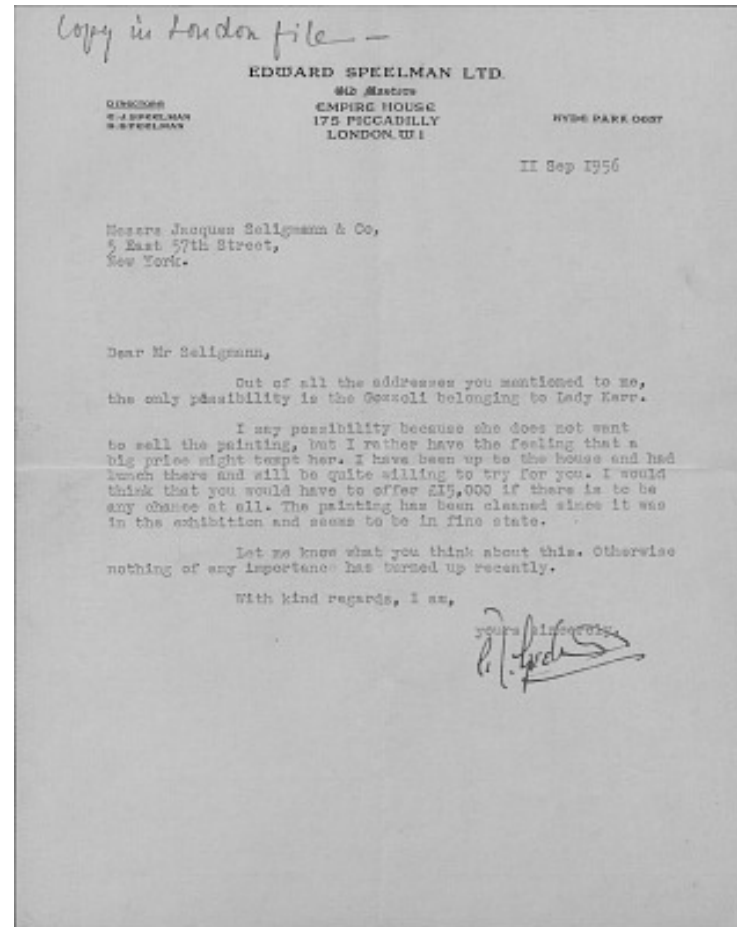 Copy in London file —
EDWARD SPEELMAN LTD.
Old Masters
DIRECTORS
E. J. SPEELMAN
S. SPEELMAN
EMPIRE HOUSE
175 PICCADILLY
LONDON. W.1
HYDE PARK 0657
II Sep I956
Messrs Jacques Seligmann & Co,
5 East 57th Street,
New York.
Dear Mr Seligmann,
Out of all the addresses you mentioned to me,
the only possibility is the Gozzoli belonging to Lady Kerr.
I say possibility because she does not want
to sell the painting, but I rather have the feeling that a
big price might tempt her. I have been up to the house and had
lunch there and will be quite willing to try for you. I would
think that you would have to offer £15,000 if there is to be
any chance at all. The painting has been cleaned since it was
in the exhibition and seems to be in fine state.
Let me know what you think about this. Otherwise
nothing of any importance has turned up recently.
With kind regards, I am,
yours sincerely,